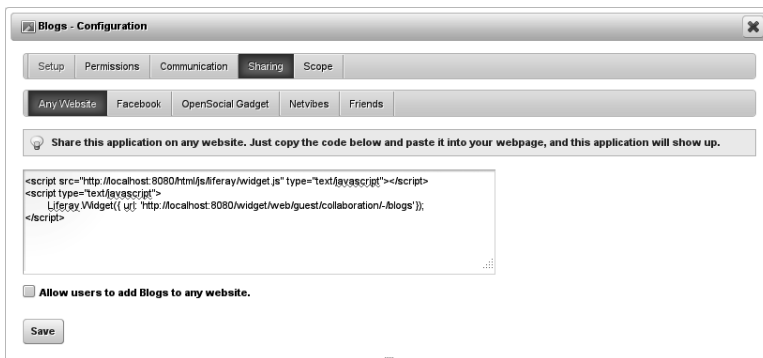 Blogs - Configuration
Setup Permissions Communication Sharing Scope
Any Website Facebook OpenSocial Gadget Netvibes Friends
Share this application on any website. Just copy the code below and paste it into your webpage, and this application will show up.
<script src="http://localhost:8080/html/js/liferay/widget.js" type="text/javascript"></script>
<script type="text/javascript">
Liferay.Widget({ url: 'http://localhost:8080/widget/web/guest/collaboration/-/blogs'});
</script>
Allow users to add Blogs to any website.
Save